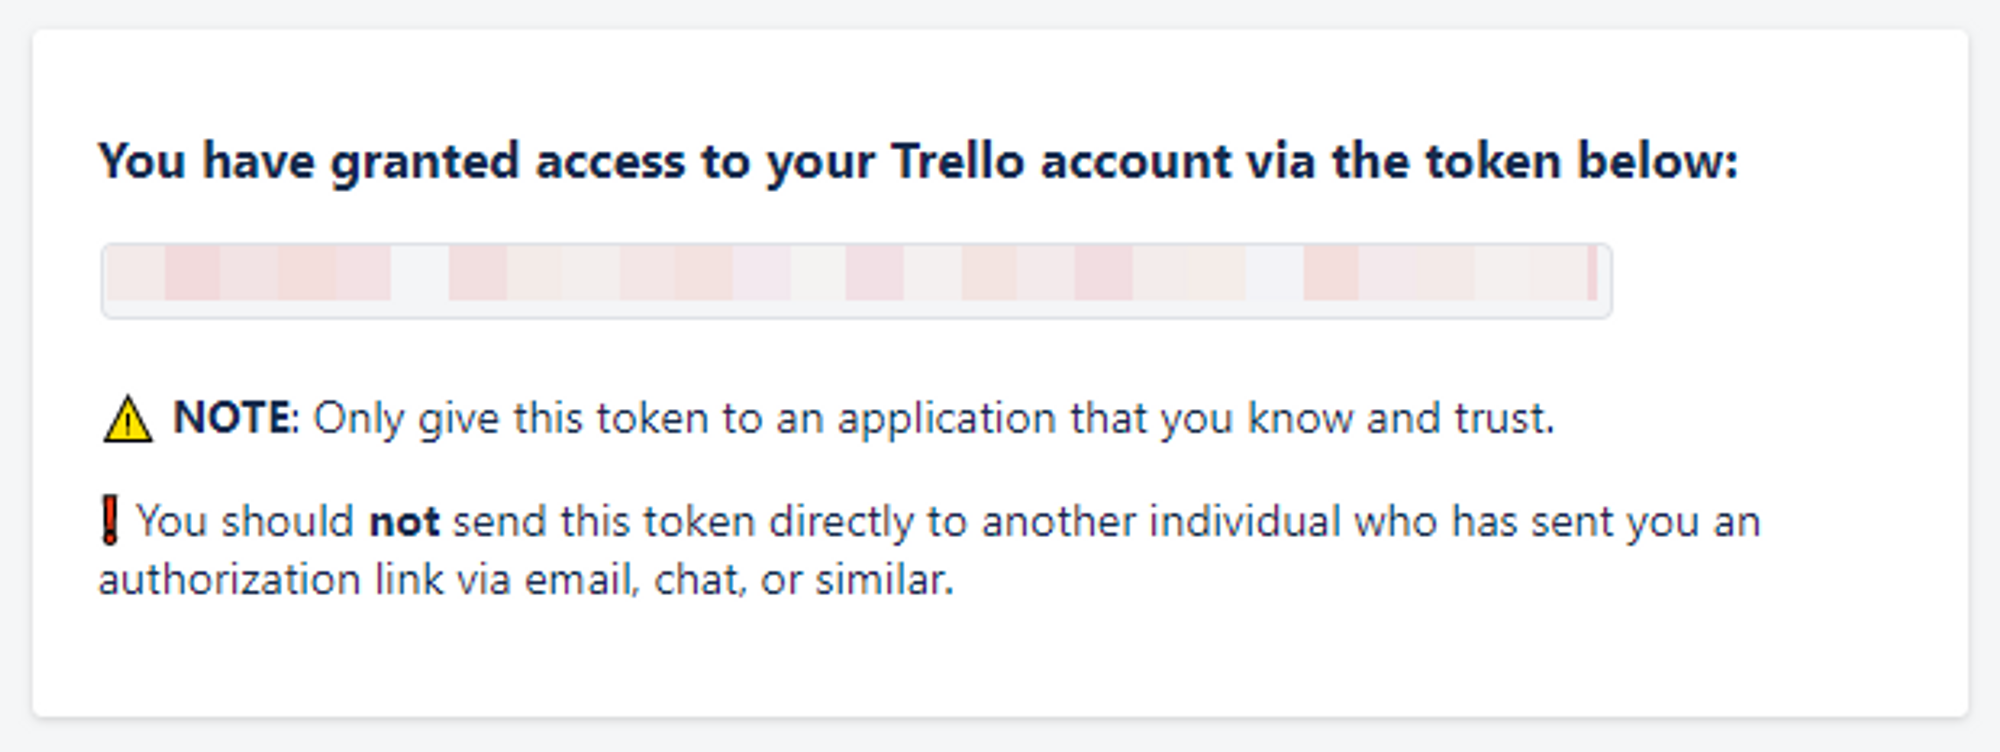 You have granted access to your Trello account via the token below:
⚠ NOTE: Only give this token to an application that you know and trust.
❗You should not send this token directly to another individual who has sent you an
authorization link via email, chat, or similar.